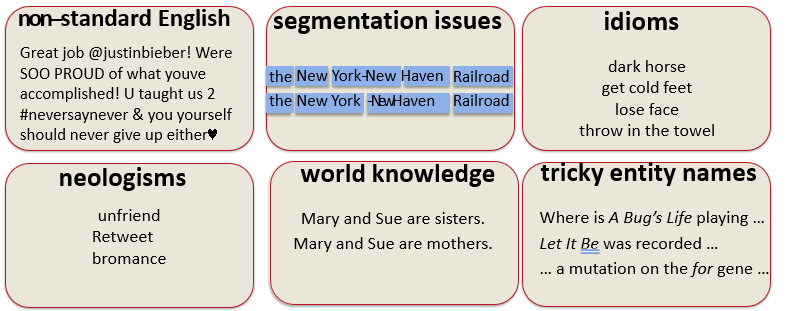 non-standard English
Great job @justinbieber! Were
SOO PROUD of what youve
accomplished! U taught us 2
#neversaynever & you yourself
should never give up either♥
segmentation issues
the New York-New Haven Railroad
the New York -New Haven Railroad
idioms
dark horse
get cold feet
lose face
throw in the towel
neologisms
unfriend
Retweet
bromance
world knowledge
Mary and Sue are sisters.
Mary and Sue are mothers.
tricky entity names
Where is A Bug's Life playing …
Let It Be was recorded …
… a mutation on the for gene …